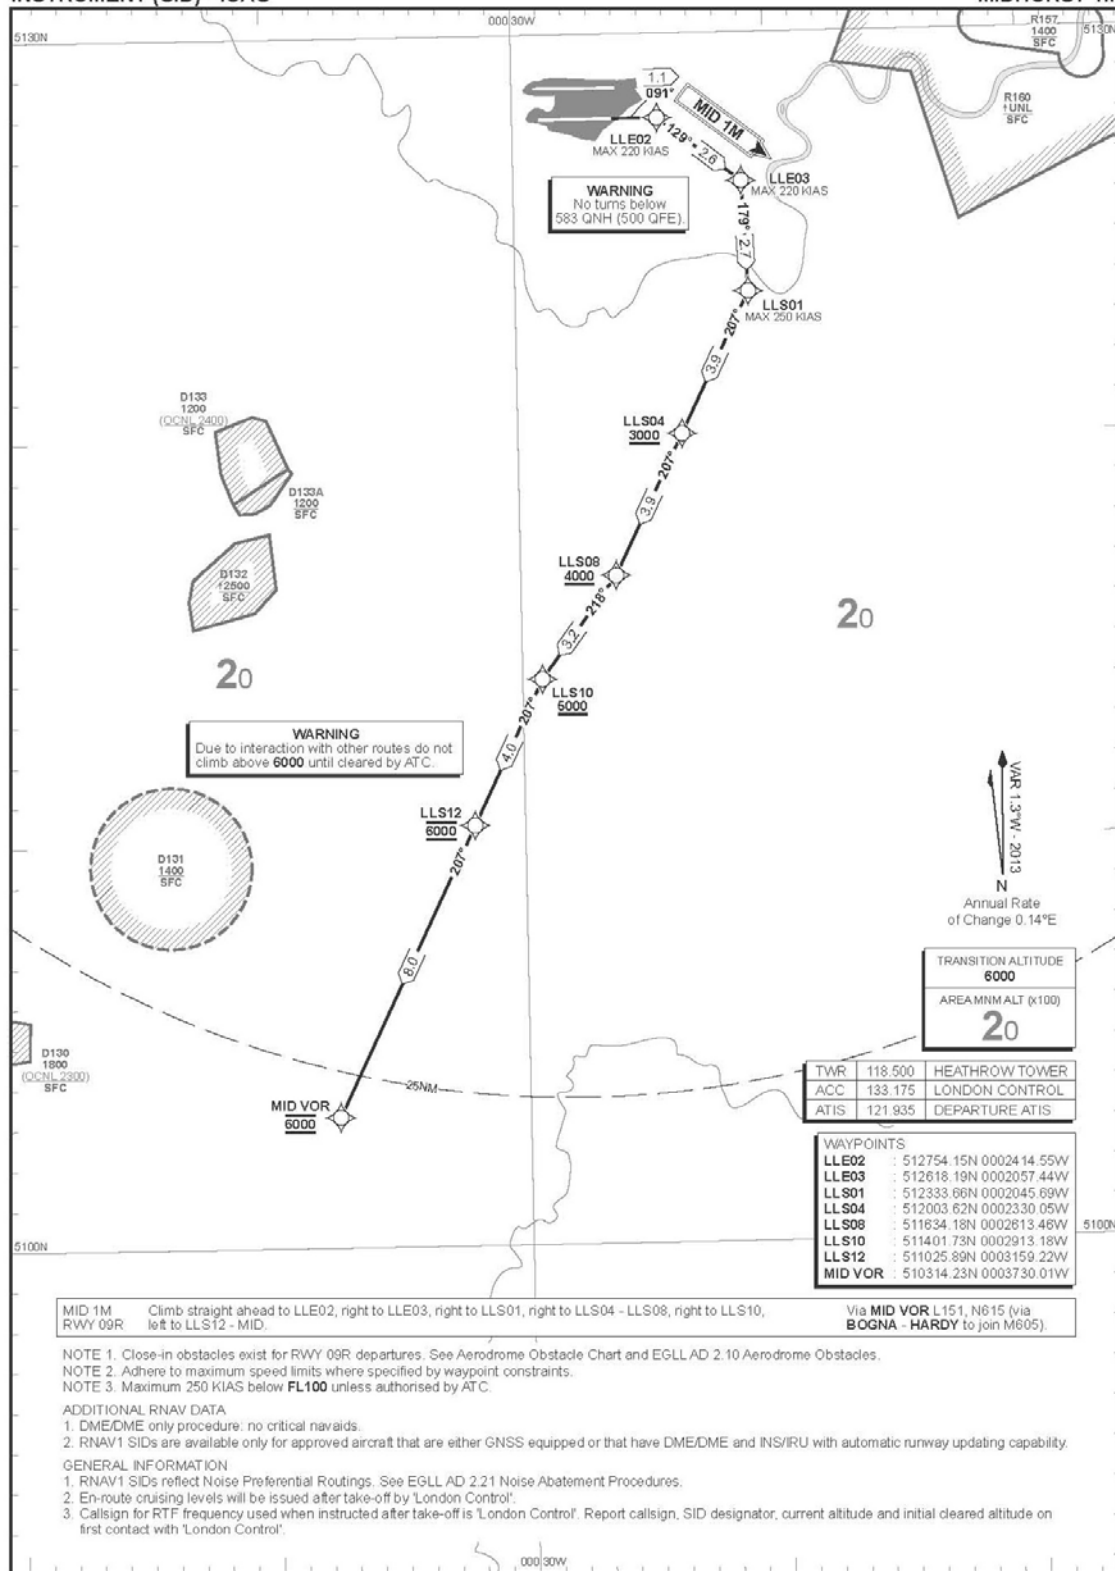 000 30W
5130N
R157
1400
SFC
5130N
R160
↑UNL
SFC
1.1
091°
MID 1M
LLE02
MAX 220 KIAS
129°
2.6
LLE03
MAX 220 KIAS
WARNING
No turns below
583 QNH (500 QFE).
179°
2.7
LLS01
MAX 250 KIAS
207°
3.9
D133
1200
(OCNL 2400)
SFC
LLS04
3000
207°
D133A
1200
SFC
3.9
LLS08
4000
D132
↑2500
SFC
218°
3.2
20
20
LLS10
5000
207°
WARNING
Due to interaction with other routes do not
climb above 6000 until cleared by ATC.
4.0
LLS12
6000
207°
D131
1400
SFC
VAR 1.3°W - 2013
N
Annual Rate
of Change 0.14°E
8.0
TRANSITION ALTITUDE
6000
AREA MNM ALT (x100)
20
D130
1800
(OCNL 2300)
SFC
25NM
MID VOR
6000
TWR 118.500 HEATHROW TOWER
ACC 133.175 LONDON CONTROL
ATIS 121.935 DEPARTURE ATIS
WAYPOINTS
LLE02 : 512754.15N 0002414.55W
LLE03 : 512618.19N 0002057.44W
LLS01 : 512333.66N 0002045.69W
LLS04 : 512003.62N 0002330.05W
LLS08 : 511634.18N 0002613.46W
LLS10 : 511401.73N 0002913.18W
LLS12 : 511025.89N 0003159.22W
MID VOR : 510314.23N 0003730.01W
5100N
5100N
MID 1M Climb straight ahead to LLE02, right to LLE03, right to LLS01, right to LLS04 - LLS08, right to LLS10, Via MID VOR L151, N615 (via
RWY 09R left to LLS12 - MID. BOGNA - HARDY to join M605).
NOTE 1. Close-in obstacles exist for RWY 09R departures. See Aerodrome Obstacle Chart and EGLL AD 2.10 Aerodrome Obstacles.
NOTE 2. Adhere to maximum speed limits where specified by waypoint constraints.
NOTE 3. Maximum 250 KIAS below FL100 unless authorised by ATC.
ADDITIONAL RNAV DATA
1. DME/DME only procedure: no critical navaids.
2. RNAV1 SIDs are available only for approved aircraft that are either GNSS equipped or that have DME/DME and INS/IRU with automatic runway updating capability.
GENERAL INFORMATION
1. RNAV1 SIDs reflect Noise Preferential Routings. See EGLL AD 2.21 Noise Abatement Procedures.
2. En-route cruising levels will be issued after take-off by 'London Control'.
3. Callsign for RTF frequency used when instructed after take-off is 'London Control'. Report callsign, SID designator, current altitude and initial cleared altitude on
first contact with 'London Control'.
000 30W